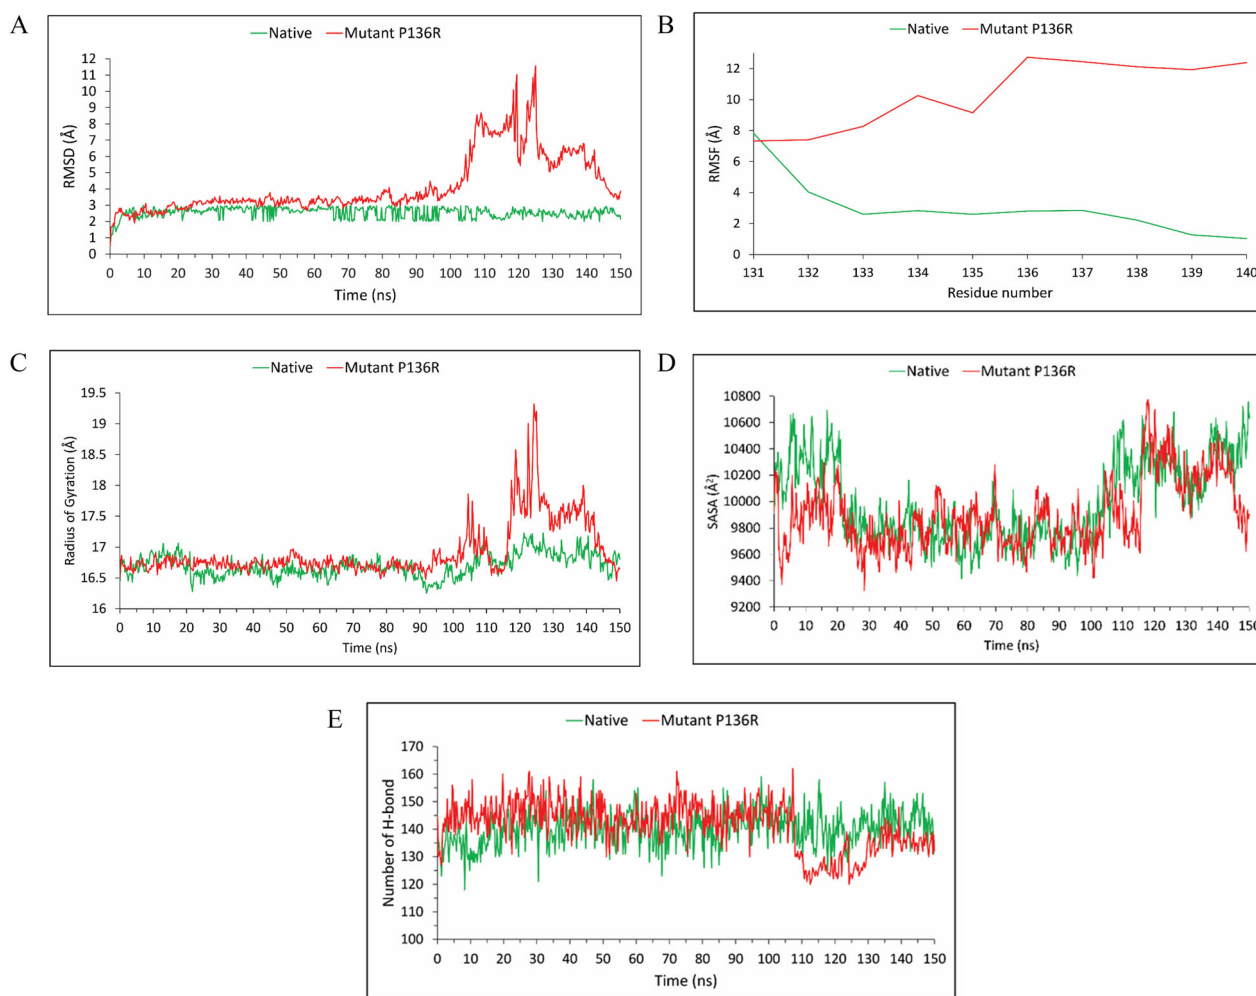 A
Native Mutant P136R
12
11
10
9
8
7
6
5
4
3
2
1
0
RMSD (Å)
0 10 20 30 40 50 60 70 80 90 100 110 120 130 140 150
Time (ns)
B
Native Mutant P136R
12
10
8
6
4
2
0
RMSF (Å)
131 132 133 134 135 136 137 138 139 140
Residue number
C
Native Mutant P136R
19.5
19
18.5
18
17.5
17
16.5
16
Radius of Gyration (Å)
0 10 20 30 40 50 60 70 80 90 100 110 120 130 140 150
Time (ns)
D
Native Mutant P136R
10800
10600
10400
10200
10000
9800
9600
9400
9200
SASA (Å²)
0 10 20 30 40 50 60 70 80 90 100 110 120 130 140 150
Time (ns)
E
Native Mutant P136R
170
160
150
140
130
120
110
100
Number of H-bond
0 10 20 30 40 50 60 70 80 90 100 110 120 130 140 150
Time (ns)